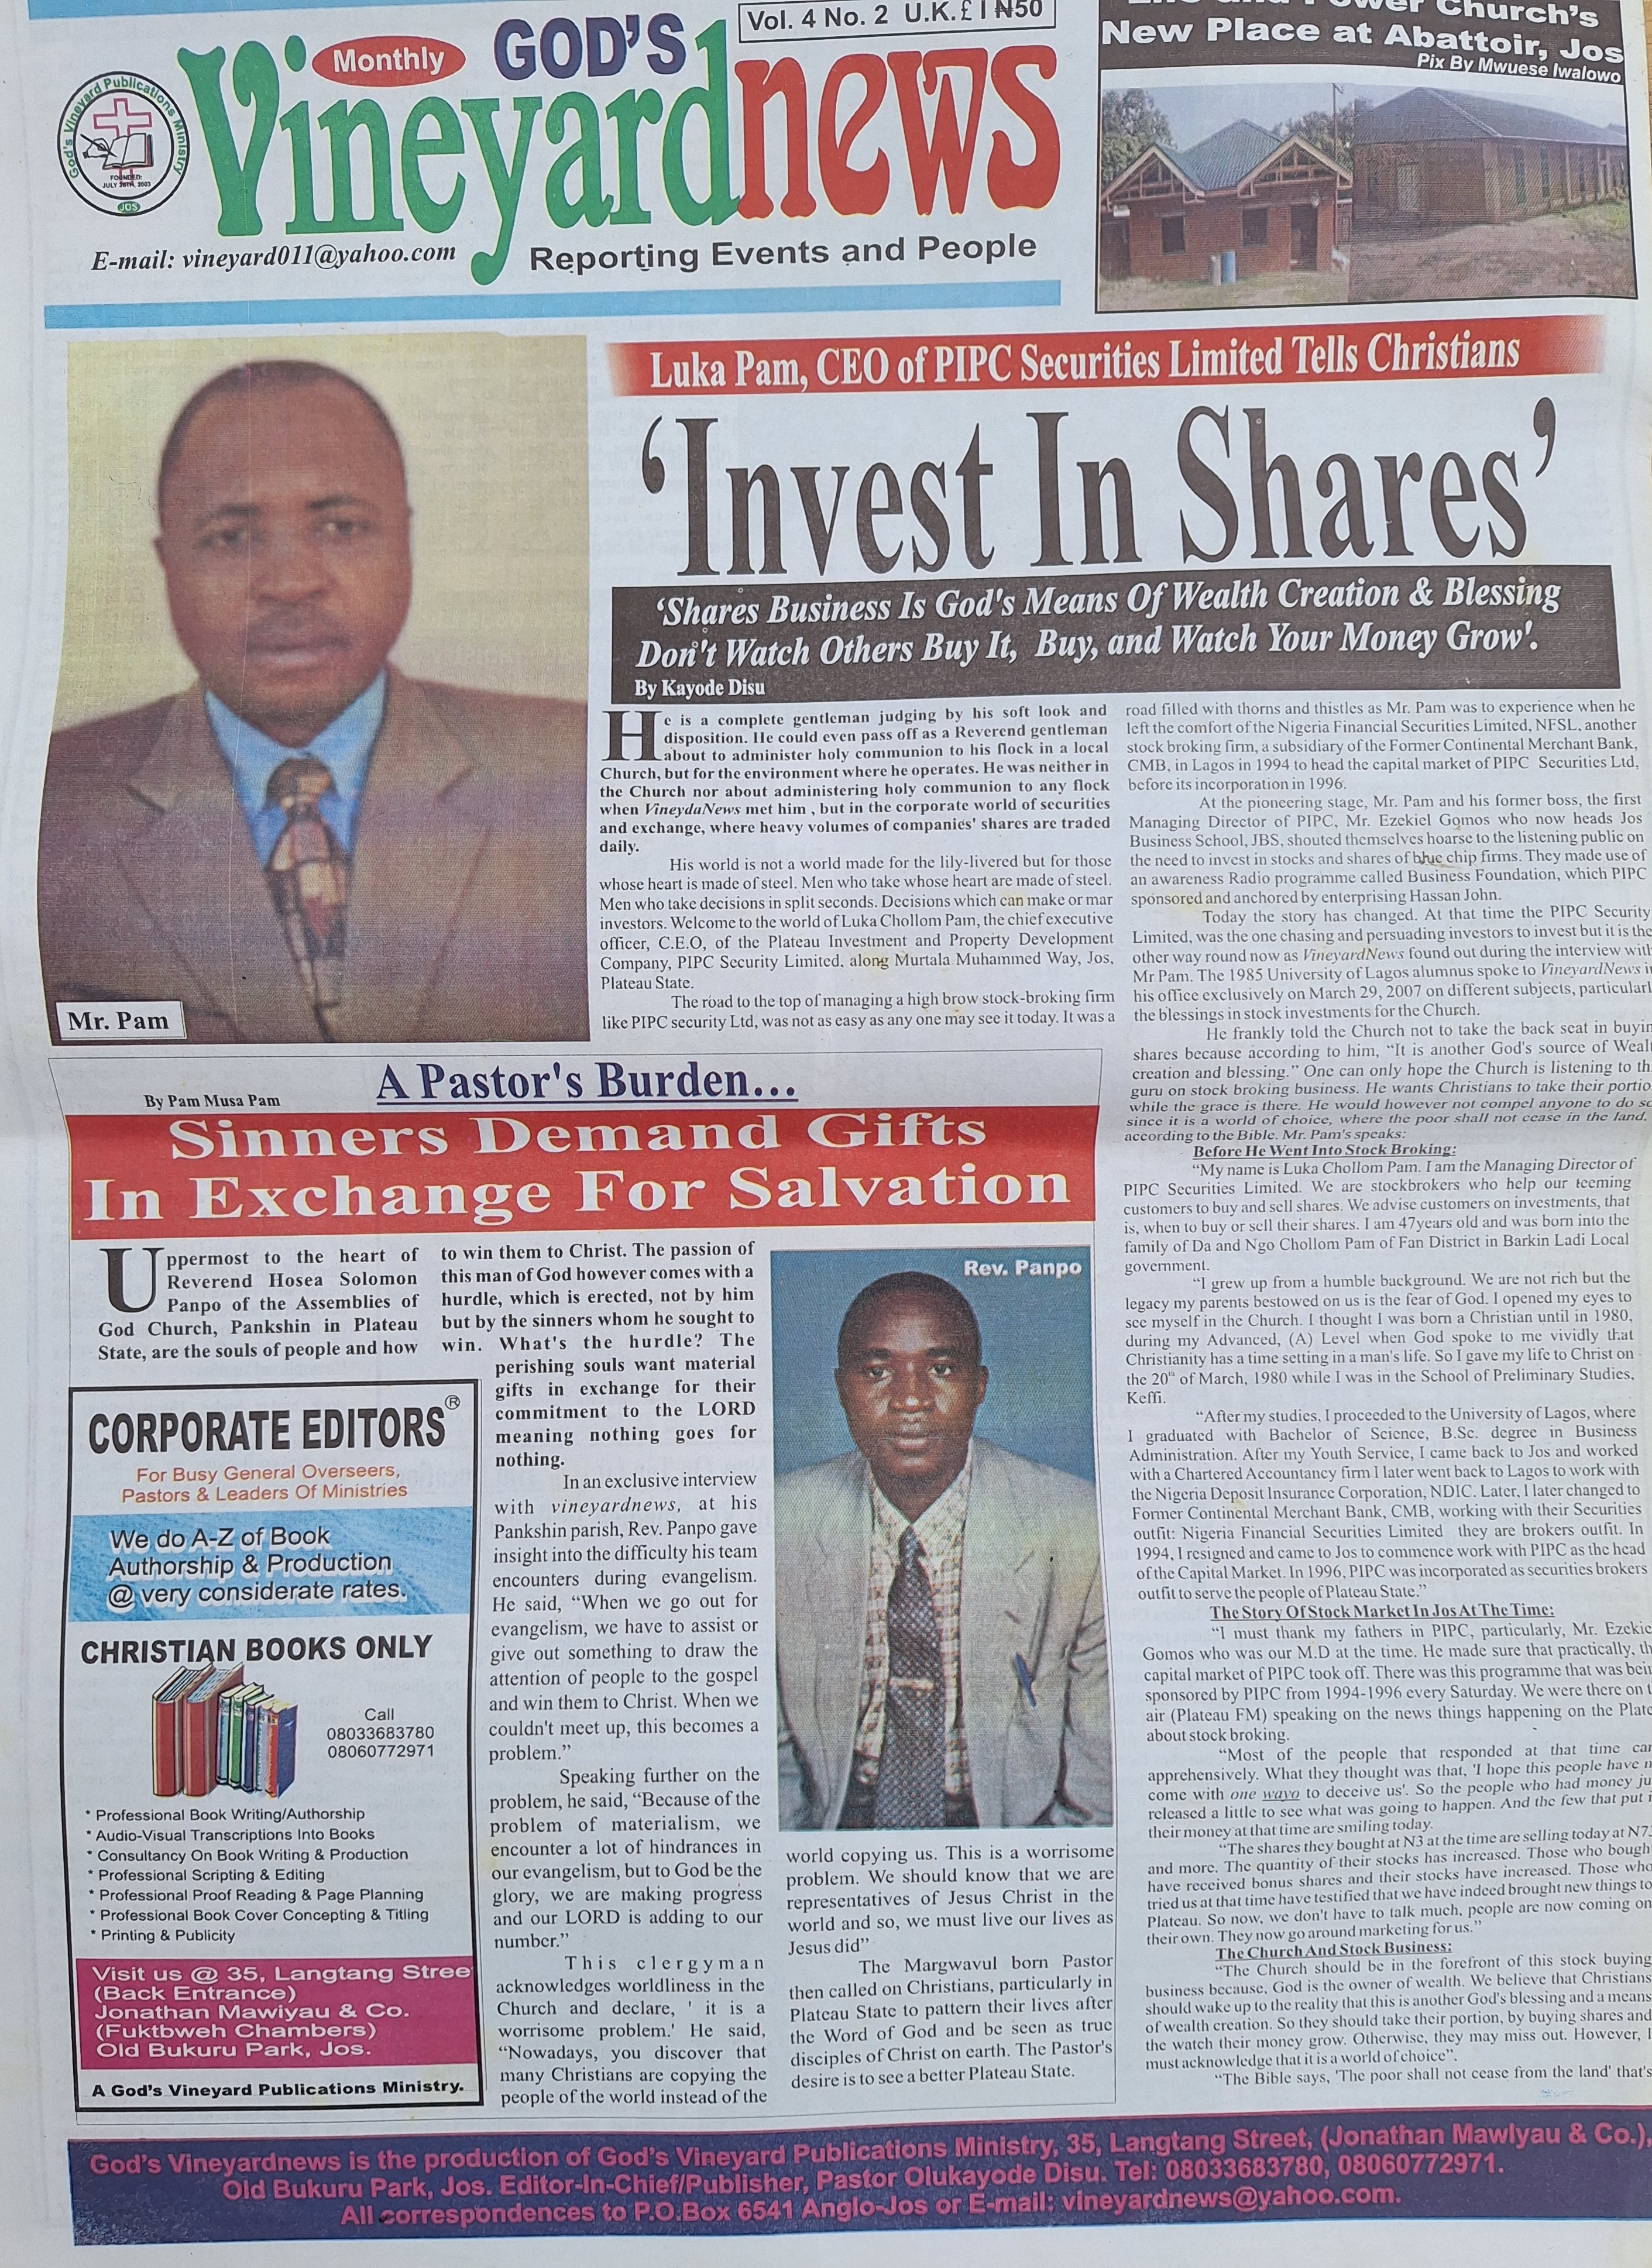 Monthly
GOD'S
Vol. 4 No. 2 U.K.£1 ₦50
Vineyardnews
God's Vineyard Publications Ministry
FOUNDED:
JULY 26TH, 2003
JOS
E-mail: vineyard011@yahoo.com
Reporting Events and People
Power Church's
New Place at Abattoir, Jos
Pix By Mwuese Iwalowo
Luka Pam, CEO of PIPC Securities Limited Tells Christians
'Invest In Shares'
'Shares Business Is God's Means Of Wealth Creation & Blessing
Don't Watch Others Buy It, Buy, and Watch Your Money Grow'.
By Kayode Disu
Mr. Pam
He is a complete gentleman judging by his soft look and
disposition. He could even pass off as a Reverend gentleman
about to administer holy communion to his flock in a local
Church, but for the environment where he operates. He was neither in
the Church nor about administering holy communion to any flock
when VineydaNews met him , but in the corporate world of securities
and exchange, where heavy volumes of companies' shares are traded
daily.
His world is not a world made for the lily-livered but for those
whose heart is made of steel. Men who take whose heart are made of steel.
Men who take decisions in split seconds. Decisions which can make or mar
investors. Welcome to the world of Luka Chollom Pam, the chief executive
officer, C.E.O, of the Plateau Investment and Property Development
Company, PIPC Security Limited, along Murtala Muhammed Way, Jos,
Plateau State.
The road to the top of managing a high brow stock-broking firm
like PIPC security Ltd, was not as easy as any one may see it today. It was a
road filled with thorns and thistles as Mr. Pam was to experience when he
left the comfort of the Nigeria Financial Securities Limited, NFSL, another
stock broking firm, a subsidiary of the Former Continental Merchant Bank,
CMB, in Lagos in 1994 to head the capital market of PIPC Securities Ltd,
before its incorporation in 1996.
At the pioneering stage, Mr. Pam and his former boss, the first
Managing Director of PIPC, Mr. Ezekiel Gomos who now heads Jos
Business School, JBS, shouted themselves hoarse to the listening public on
the need to invest in stocks and shares of blue chip firms. They made use of
an awareness Radio programme called Business Foundation, which PIPC
sponsored and anchored by enterprising Hassan John.
Today the story has changed. At that time the PIPC Security
Limited, was the one chasing and persuading investors to invest but it is the
other way round now as VineyardNews found out during the interview with
Mr Pam. The 1985 University of Lagos alumnus spoke to VineyardNews
his office exclusively on March 29, 2007 on different subjects,
the blessings in stock investments for the Church.
He frankly told the Church not to take the back seat in
shares because according to him, "It is another God's source of
creation and blessing." One can only hope the Church is listening to
guru on stock broking business. He wants Christians to take their
while the grace is there. He would however not compel anyone to do
since it is a world of choice, where the poor shall not cease in the land,
according to the Bible. Mr. Pam's speaks:
Before He Went Into Stock Broking:
"My name is Luka Chollom Pam. I am the Managing Director of
PIPC Securities Limited. We are stockbrokers who help our teeming
customers to buy and sell shares. We advise customers on investments, that
is, when to buy or sell their shares. I am 47years old and was born into the
family of Da and Ngo Chollom Pam of Fan District in Barkin Ladi Local
government.
"I grew up from a humble background. We are not rich but the
legacy my parents bestowed on us is the fear of God. I opened my eyes to
see myself in the Church. I thought I was born a Christian until in 1980,
during my Advanced, (A) Level when God spoke to me vividly that
Christianity has a time setting in a man's life. So I gave my life to Christ on
the 20th of March, 1980 while I was in the School of Preliminary Studies,
Keffi.
"After my studies, I proceeded to the University of Lagos, where
I graduated with Bachelor of Science, B.Sc. degree in Business
Administration. After my Youth Service, I came back to Jos and worked
with a Chartered Accountancy firm I later went back to Lagos to work with
the Nigeria Deposit Insurance Corporation, NDIC. Later, I later changed to
Former Continental Merchant Bank, CMB, working with their Securities
outfit: Nigeria Financial Securities Limited they are brokers outfit. In
1994, I resigned and came to Jos to commence work with PIPC as the head
of the Capital Market. In 1996, PIPC was incorporated as securities brokers
outfit to serve the people of Plateau State."
The Story Of Stock Market In Jos At The Time:
"I must thank my fathers in PIPC, particularly, Mr.
Gomos who was our M.D at the time. He made sure that practically,
capital market of PIPC took off. There was this programme that was
sponsored by PIPC from 1994-1996 every Saturday. We were there on
air (Plateau FM) speaking on the news things happening on the
about stock broking.
"Most of the people that responded at that time
apprehensively. What they thought was that, 'I hope this people have
come with one wayo to deceive us'. So the people who had money
released a little to see what was going to happen. And the few that put
their money at that time are smiling today.
"The shares they bought at N3 at the time are selling today at
and more. The quantity of their stocks has increased. Those who
have received bonus shares and their stocks have increased. Those who
tried us at that time have testified that we have indeed brought new things to
Plateau. So now, we don't have to talk much, people are now coming on
their own. They now go around marketing for us."
The Church And Stock Business:
"The Church should be in the forefront of this stock buying
business because, God is the owner of wealth. We believe that Christians
should wake up to the reality that this is another God's blessing and a means
of wealth creation. So they should take their portion, by buying shares and
the watch their money grow. Otherwise, they may miss out. However, I
must acknowledge that it is a world of choice".
"The Bible says, 'The poor shall not cease from the land' that's
A Pastor's Burden...
By Pam Musa Pam
Sinners Demand Gifts
In Exchange For Salvation
Uppermost to the heart of
Reverend Hosea Solomon
Panpo of the Assemblies of
God Church, Pankshin in Plateau
State, are the souls of people and how
to win them to Christ. The passion of
this man of God however comes with a
hurdle, which is erected, not by him
but by the sinners whom he sought to
win. What's the hurdle? The
perishing souls want material
gifts in exchange for their
commitment to the LORD
meaning nothing goes for
nothing.
In an exclusive interview
with vineyardnews, at his
Pankshin parish, Rev. Panpo gave
insight into the difficulty his team
encounters during evangelism.
He said, "When we go out for
evangelism, we have to assist or
give out something to draw the
attention of people to the gospel
and win them to Christ. When we
couldn't meet up, this becomes a
problem."
Speaking further on the
problem, he said, "Because of the
problem of materialism, we
encounter a lot of hindrances in
our evangelism, but to God be the
glory, we are making progress
and our LORD is adding to our
number."
This clergyman
acknowledges worldliness in the
Church and declare, ' it is a
worrisome problem.' He said,
"Nowadays, you discover that
many Christians are copying the
people of the world instead of the
Rev. Panpo
world copying us. This is a worrisome
problem. We should know that we are
representatives of Jesus Christ in the
world and so, we must live our lives as
Jesus did"
The Margwavul born Pastor
then called on Christians, particularly in
Plateau State to pattern their lives after
the Word of God and be seen as true
disciples of Christ on earth. The Pastor's
desire is to see a better Plateau State.
CORPORATE EDITORS®
For Busy General Overseers,
Pastors & Leaders Of Ministries
We do A-Z of Book
Authorship & Production
@ very considerate rates.
CHRISTIAN BOOKS ONLY
Call
08033683780
08060772971
* Professional Book Writing/Authorship
* Audio-Visual Transcriptions Into Books
* Consultancy On Book Writing & Production
* Professional Scripting & Editing
* Professional Proof Reading & Page Planning
* Professional Book Cover Concepting & Titling
* Printing & Publicity
Visit us @ 35, Langtang Stree
(Back Entrance)
Jonathan Mawiyau & Co.
(Fuktbweh Chambers)
Old Bukuru Park, Jos.
A God's Vineyard Publications Ministry.
God's Vineyardnews is the production of God's Vineyard Publications Ministry, 35, Langtang Street, (Jonathan Mawiyau & Co.),
Old Bukuru Park, Jos. Editor-In-Chief/Publisher, Pastor Olukayode Disu. Tel: 08033683780, 08060772971.
All correspondences to P.O.Box 6541 Anglo-Jos or E-mail: vineyardnews@yahoo.com.